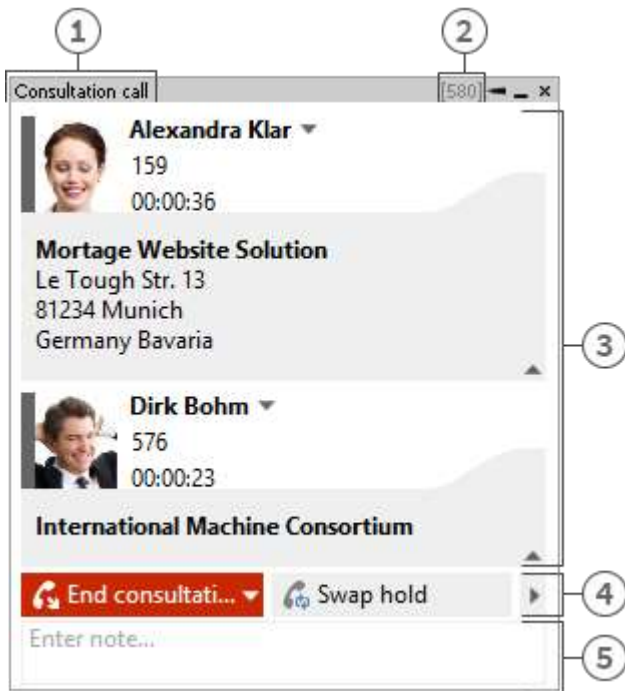 1
2
Consultation call [580]
Alexandra Klar
159
00:00:36
Mortage Website Solution
Le Tough Str. 13
81234 Munich
Germany Bavaria
3
Dirk Bohm
576
00:00:23
International Machine Consortium
End consultati... Swap hold
4
Enter note...
5